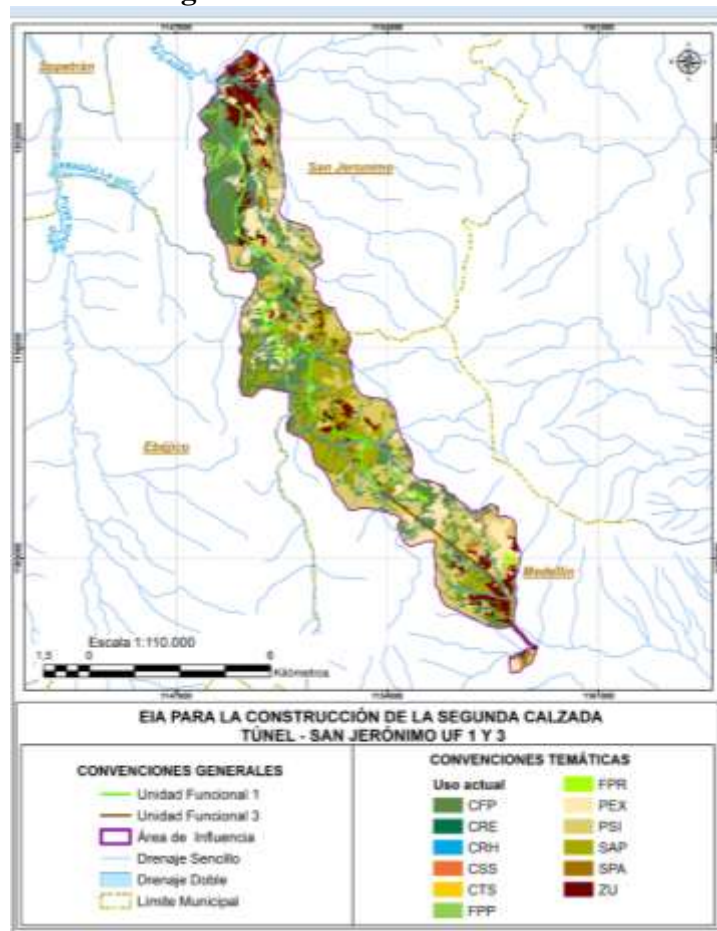 Sopetrán
San Jerónimo
Ebéjico
Medellín
Escala 1:110.000
1,5 0 6
Kilómetros
EIA PARA LA CONSTRUCCIÓN DE LA SEGUNDA CALZADA
TÚNEL - SAN JERÓNIMO UF 1 Y 3
CONVENCIONES GENERALES
Unidad Funcional 1
Unidad Funcional 3
Área de Influencia
Drenaje Sencillo
Drenaje Doble
Límite Municipal
CONVENCIONES TEMÁTICAS
Uso actual
CFP
CRE
CRH
CSS
CTS
FPP
FPR
PEX
PSI
SAP
SPA
ZU